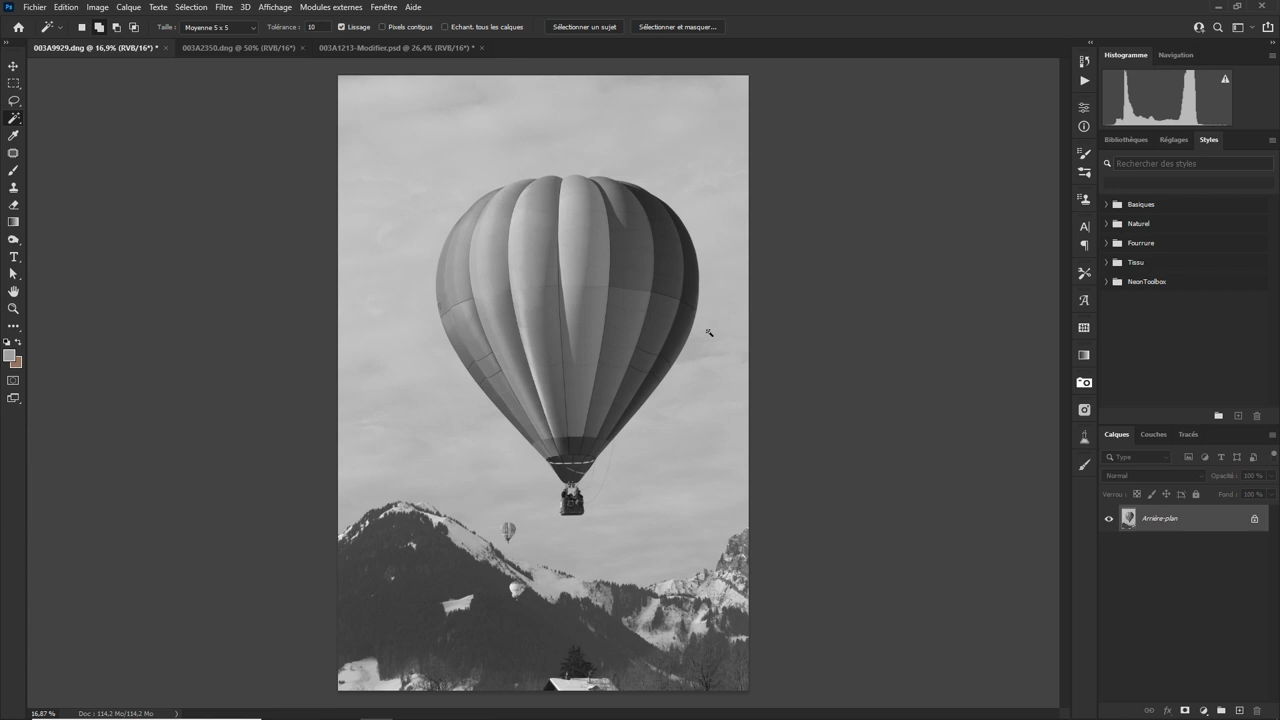 Ps Fichier Edition Image Calque Texte Sélection Filtre 3D Affichage Modules externes Fenêtre Aide
Taille : Moyenne 5 x 5 Tolérance : 10 Lissage Pixels contigus Echant. tous les calques Sélectionner un sujet Sélectionner et masquer...
003A9929.dng @ 16,9% (RVB/16*) * × 003A2350.dng @ 50% (RVB/16*) × 003A1213-Modifier.psd @ 26,4% (RVB/16*) * ×
Histogramme Navigation
Bibliothèques Réglages Styles
Rechercher des styles
Basiques
Naturel
Fourrure
Tissu
NeonToolbox
Calques Couches Tracés
Type
Normal Opacité : 100 %
Verrou : Fond : 100 %
Arrière-plan
16,87 % Doc : 114,2 Mo/114,2 Mo